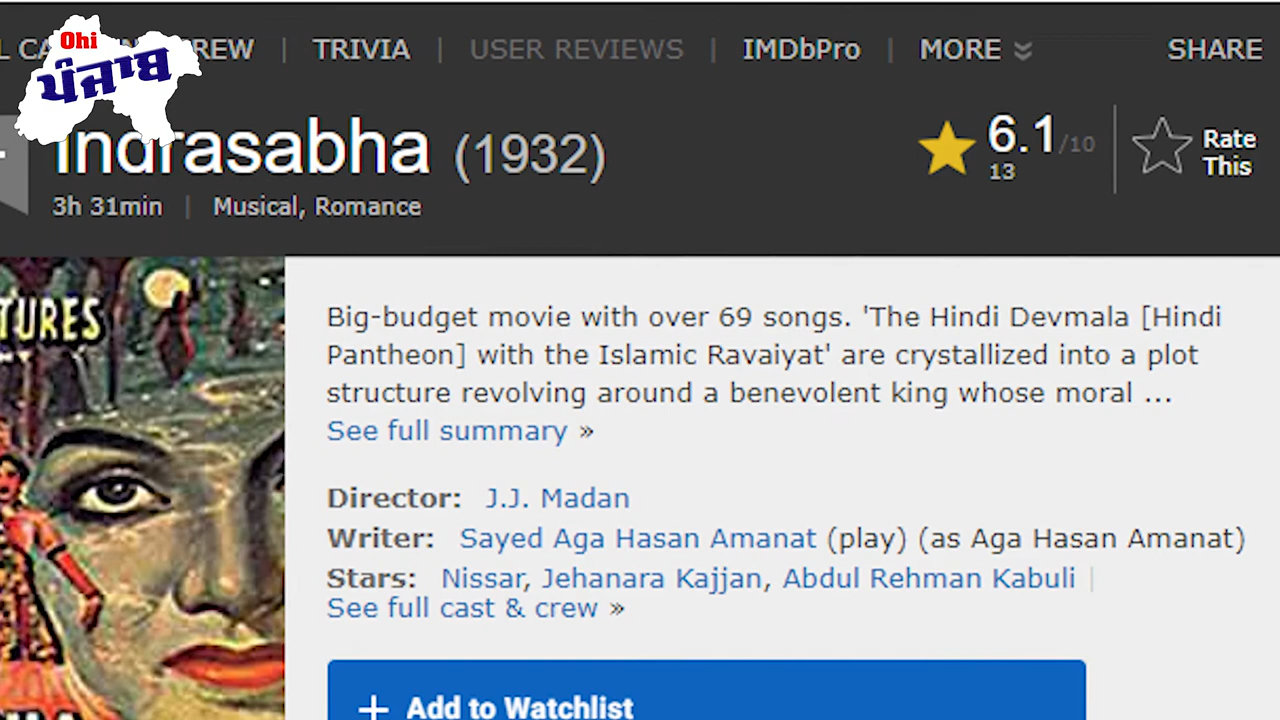 Ohi
ਪੰਜਾਬ
REW | TRIVIA | USER REVIEWS | IMDbPro | MORE SHARE
Indrasabha (1932)
6.1/10
13
Rate
This
3h 31min | Musical, Romance
TURES
Big-budget movie with over 69 songs. 'The Hindi Devmala [Hindi
Pantheon] with the Islamic Ravaiyat' are crystallized into a plot
structure revolving around a benevolent king whose moral ...
See full summary »
Director: J.J. Madan
Writer: Sayed Aga Hasan Amanat (play) (as Aga Hasan Amanat)
Stars: Nissar, Jehanara Kajjan, Abdul Rehman Kabuli |
See full cast & crew »
+ Add to Watchlist